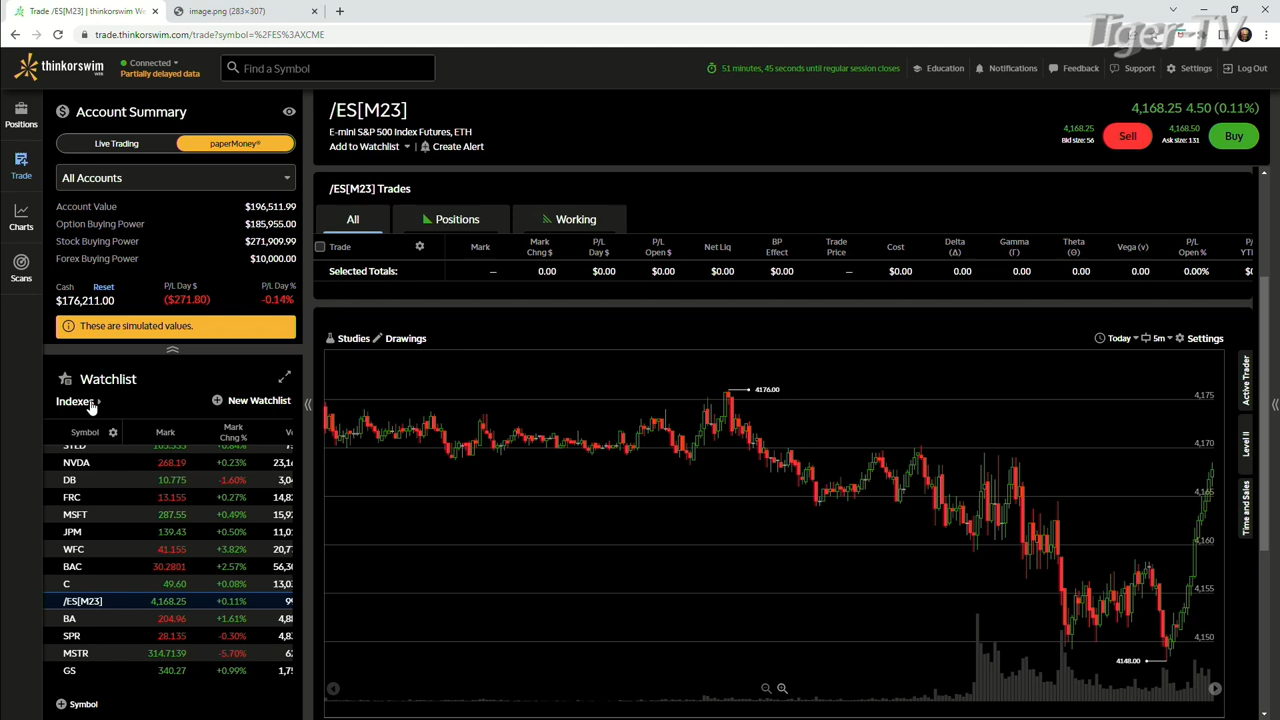 Trade /ES[M23] | thinkorswim We
image.png (283×307)
Tiger-TV
trade.thinkorswim.com/trade?symbol=%2FES%3AXCME
thinkorswim
WEB
Connected
Partially delayed data
Find a Symbol
51 minutes, 45 seconds until regular session closes
Education
Notifications
Feedback
Support
Settings
Log Out
Positions
Trade
Charts
Scans
Account Summary
Live Trading
paperMoney®
All Accounts
Account Value $196,511.99
Option Buying Power $185,955.00
Stock Buying Power $271,909.99
Forex Buying Power $10,000.00
Cash Reset P/L Day $ P/L Day %
$176,211.00 ($271.80) -0.14%
These are simulated values.
Watchlist
Indexes
New Watchlist
Symbol Mark Mark Chng %
NVDA 268.19 +0.23%
DB 10.775 -1.60%
FRC 13.155 +0.27%
MSFT 287.55 +0.49%
JPM 139.43 +0.50%
WFC 41.155 +3.82%
BAC 30.2801 +2.57%
C 49.60 +0.08%
/ES[M23] 4,168.25 +0.11%
BA 204.96 +1.61%
SPR 28.135 -0.30%
MSTR 314.7139 -5.70%
GS 340.27 +0.99%
Symbol
/ES[M23]
E-mini S&P 500 Index Futures, ETH
Add to Watchlist | Create Alert
4,168.25 4.50 (0.11%)
4,168.25
Bid size: 56
Sell
4,168.50
Ask size: 131
Buy
/ES[M23] Trades
All
Positions
Working
Trade Mark Mark Chng $ P/L Day $ P/L Open $ Net Liq BP Effect Trade Price Cost Delta (Δ) Gamma (Γ) Theta (Θ) Vega (v) P/L Open % P/L YTD
Selected Totals: — 0.00 $0.00 $0.00 $0.00 $0.00 — $0.00 0.00 0.00 0.00 0.00 0.00%
Studies
Drawings
Today
5m
Settings
4176.00
4148.00
4,175
4,170
4,165
4,160
4,155
4,150
Active Trader
Level II
Time and Sales